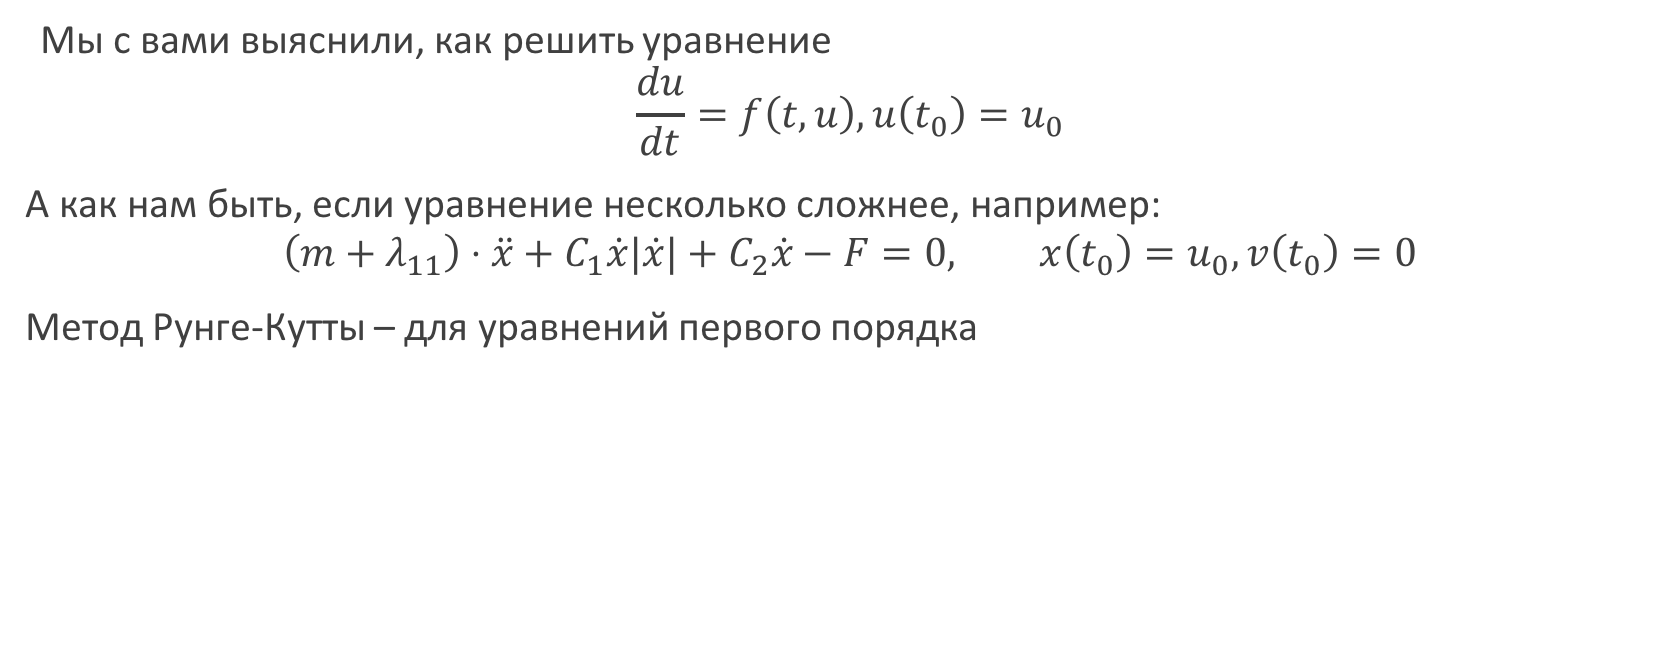 Мы с вами выяснили, как решить уравнение
du/dt = f(t, u), u(t₀) = u₀
А как нам быть, если уравнение несколько сложнее, например:
(m + λ₁₁) · ẍ + C₁ẋ|ẋ| + C₂ẋ − F = 0, x(t₀) = u₀, v(t₀) = 0
Метод Рунге-Кутты – для уравнений первого порядка